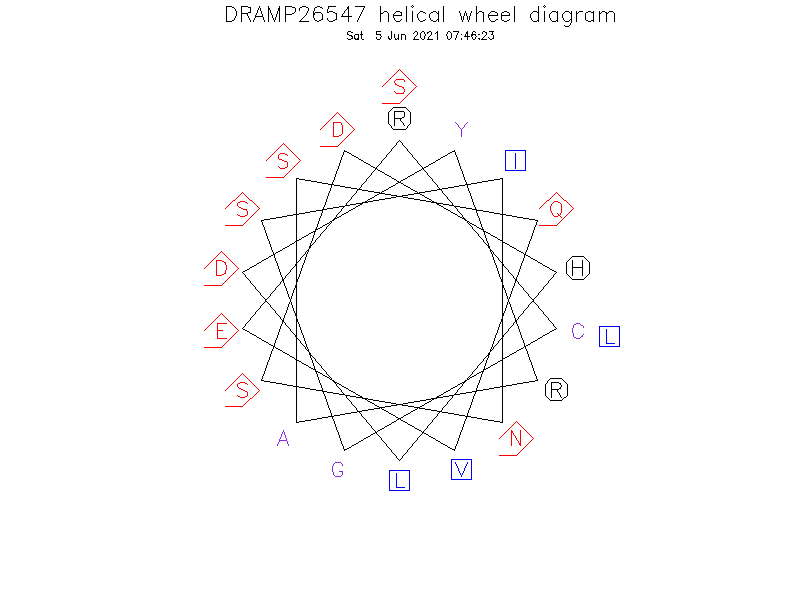 DRAMP26547 helical wheel diagram
Sat 5 Jun 2021 07:46:23
S
R
D
Y
S
I
S
Q
D
H
E
C
L
S
R
A
N
G
V
L